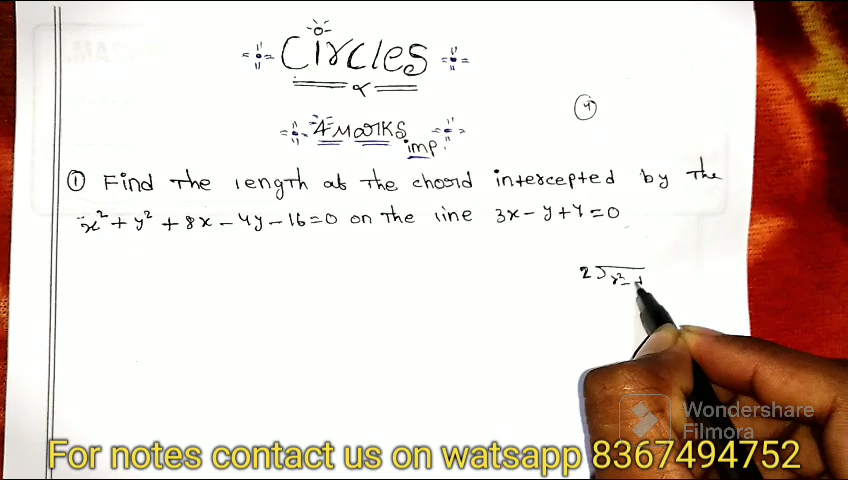 Circles
4 Marks
imp.
4
① Find the length of the chord intercepted by the
x² + y² + 8x - 4y - 16 = 0 on the line 3x - y + 4 = 0
2√r² - d
Wondershare
Filmora
For notes contact us on watsapp 8367494752